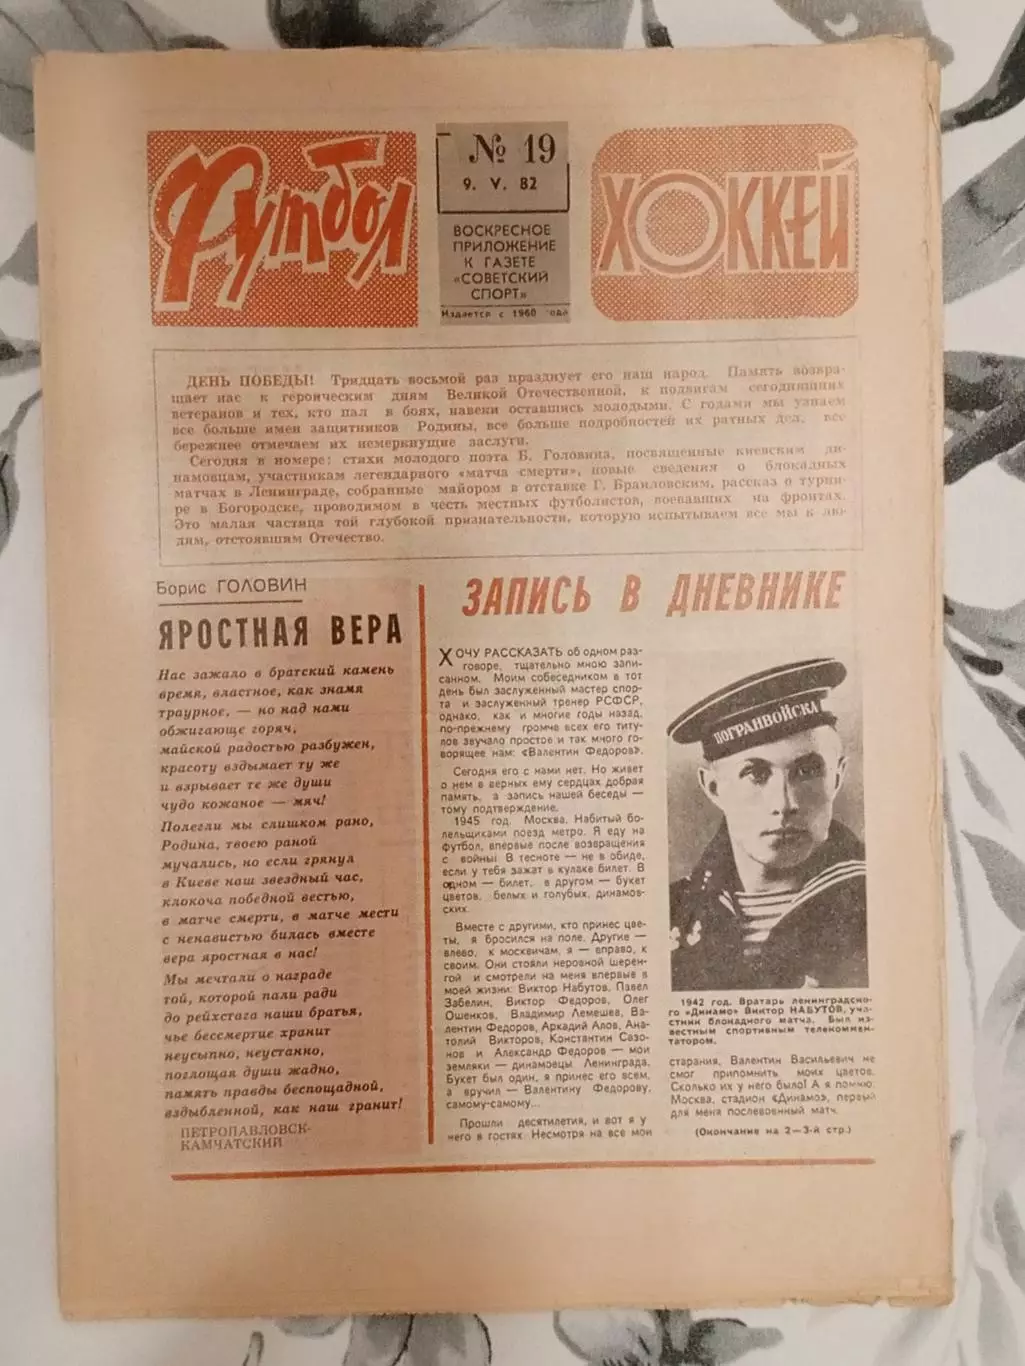 Футбол
№ 19
9. V. 82
ВОСКРЕСНОЕ
ПРИЛОЖЕНИЕ
К ГАЗЕТЕ
«СОВЕТСКИЙ
СПОРТ»
Издается с 1960 года
ХОККЕЙ
ДЕНЬ ПОБЕДЫ! Тридцать восьмой раз празднует его наш народ. Память возвра-
щает нас к героическим дням Великой Отечественной, к подвигам сегодняшних
ветеранов и тех, кто пал в боях, навеки оставшись молодыми. С годами мы узнаем
все больше имен защитников Родины, все больше подробностей их ратных дел, все
бережнее отмечаем их немеркнущие заслуги.
Сегодня в номере: стихи молодого поэта Б. Головина, посвященные киевским ди-
намовцам, участникам легендарного «матча смерти», новые сведения о блокадных
матчах в Ленинграде, собранные майором в отставке Г. Браиловским, рассказ о турни-
ре в Богородске, проводимом в честь местных футболистов, воевавших на фронтах.
Это малая частица той глубокой признательности, которую испытываем все мы к лю-
дям, отстоявшим Отечество.
Борис ГОЛОВИН
ЯРОСТНАЯ ВЕРА
Нас зажало в братский камень
время, властное, как знамя
траурное, — но над нами
обжигающе горяч,
майской радостью разбужен,
красоту вздымает ту же
и взрывает те же души
чудо кожаное — мяч!
Полегли мы слишком рано,
Родина, твоею раной
мучались, но если грянул
в Киеве наш звездный час,
клокоча победной вестью,
в матче смерти, в матче мести
с ненавистью билась вместе
вера яростная в нас!
Мы мечтали о награде
той, которой пали ради
до рейхстага наши братья,
чье бессмертие хранит
неусыпно, неустанно,
поглощая души жадно,
память правды беспощадной,
вздыбленной, как наш гранит!
ПЕТРОПАВЛОВСК-
КАМЧАТСКИЙ
ЗАПИСЬ В ДНЕВНИКЕ
ХОЧУ РАССКАЗАТЬ об одном раз-
говоре, тщательно мною запи-
санном. Моим собеседником в тот
день был заслуженный мастер спор-
та и заслуженный тренер РСФСР,
однако, как и многие годы назад,
по-прежнему громче всех его титу-
лов звучало простое и так много го-
ворящее нам: «Валентин Федоров».
Сегодня его с нами нет. Но живет
о нем в верных ему сердцах добрая
память, а запись нашей беседы —
тому подтверждение.
1945 год. Москва. Набитый бо-
лельщиками поезд метро. Я еду на
футбол, впервые после возвращения
с войны! В тесноте — не в обиде,
если у тебя зажат в кулаке билет. В
одном — билет, в другом — букет
цветов, белых и голубых, динамов-
ских.
Вместе с другими, кто принес цве-
ты, я бросился на поле. Другие —
влево, к москвичам, я — вправо, к
своим. Они стояли неровной шерен-
гой и смотрели на меня впервые в
моей жизни: Виктор Набутов, Павел
Забелин, Виктор Федоров, Олег
Ошенков, Владимир Лемешев, Ва-
лентин Федоров, Аркадий Алов, Ана-
толий Викторов, Константин Сазо-
нов и Александр Федоров — мои
земляки — динамовцы Ленинграда.
Букет был один, я принес его всем,
а вручил — Валентину Федорову,
самому-самому...
Прошли десятилетия, и вот я у
него в гостях. Несмотря на все мои
ПОГРАНВОЙСКА
1942 год. Вратарь ленинградско-
го «Динамо» Виктор НАБУТОВ, уча-
стник блокадного матча. Был из-
вестным спортивным телекоммен-
татором.
старания, Валентин Васильевич не
смог припомнить моих цветов.
Сколько их у него было! А я помню:
Москва, стадион «Динамо», первый
для меня послевоенный матч.
(Окончание на 2—3-й стр.)